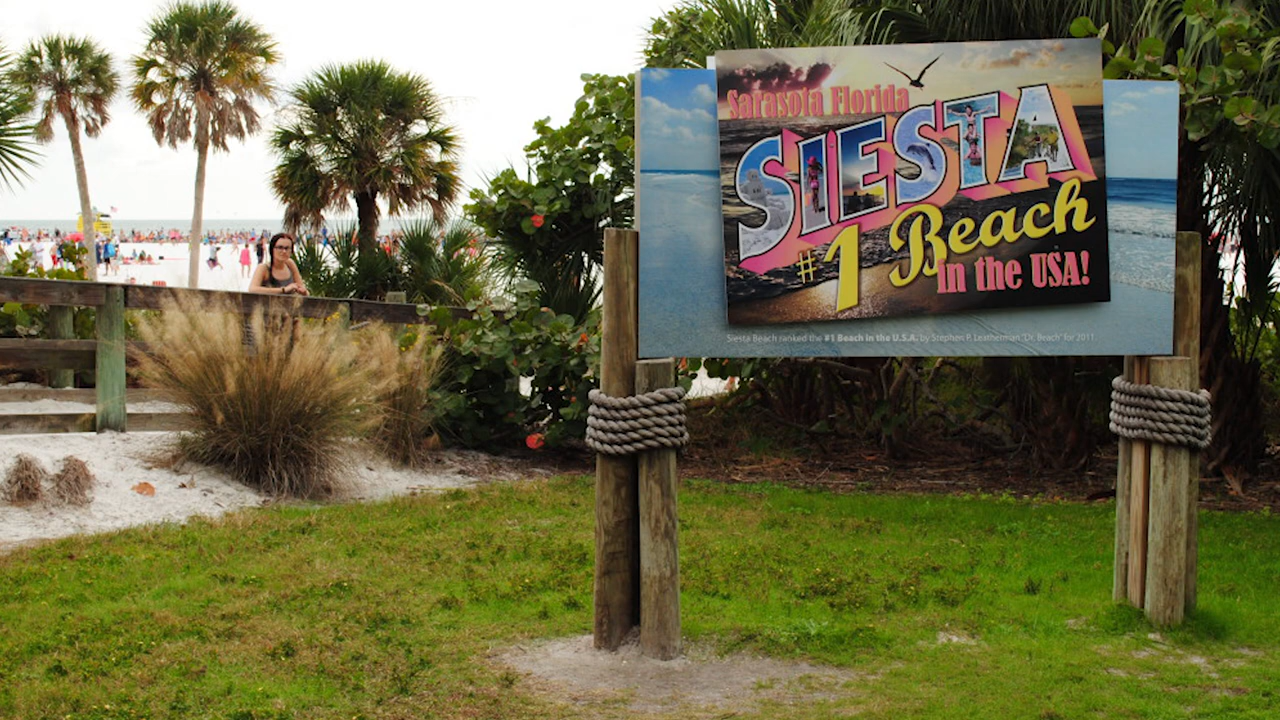 Sarasota Florida
SIESTA
#1 Beach
in the USA!
Siesta Beach ranked the #1 Beach in the U.S.A. by Stephen P. Leatherman 'Dr. Beach' for 2011